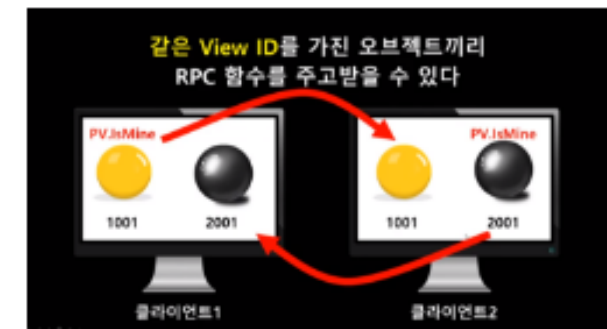 같은 View ID를 가진 오브젝트끼리
RPC 함수를 주고받을 수 있다
PV.IsMine
PV.IsMine
1001
2001
1001
2001
클라이언트1
클라이언트2